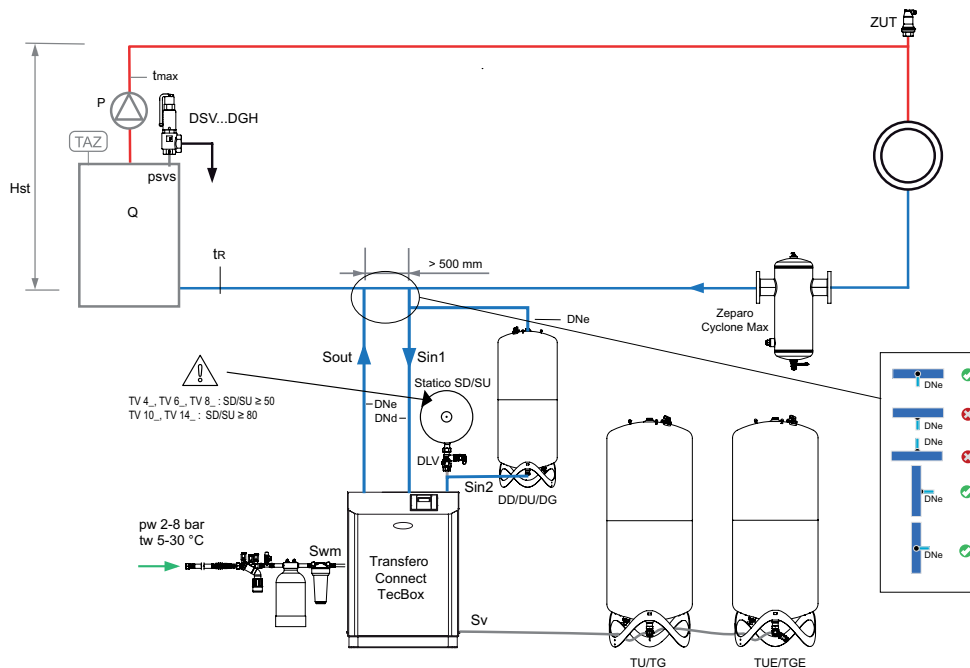 ZUT
tmax
P
DSV...DGH
TAZ
psvs
Hst
Q
tR
> 500 mm
DNe
Zeparo
Cyclone Max
Sout
Sin1
Statico SD/SU
TV 4_, TV 6_, TV 8_ : SD/SU ≥ 50
TV 10_, TV 14_ : SD/SU ≥ 80
DNe
DNd
DLV
Sin2
DD/DU/DG
DNe
DNe
DNe
DNe
DNe
pw 2-8 bar
tw 5-30 °C
Swm
Transfero
Connect
TecBox
Sv
TU/TG
TUE/TGE